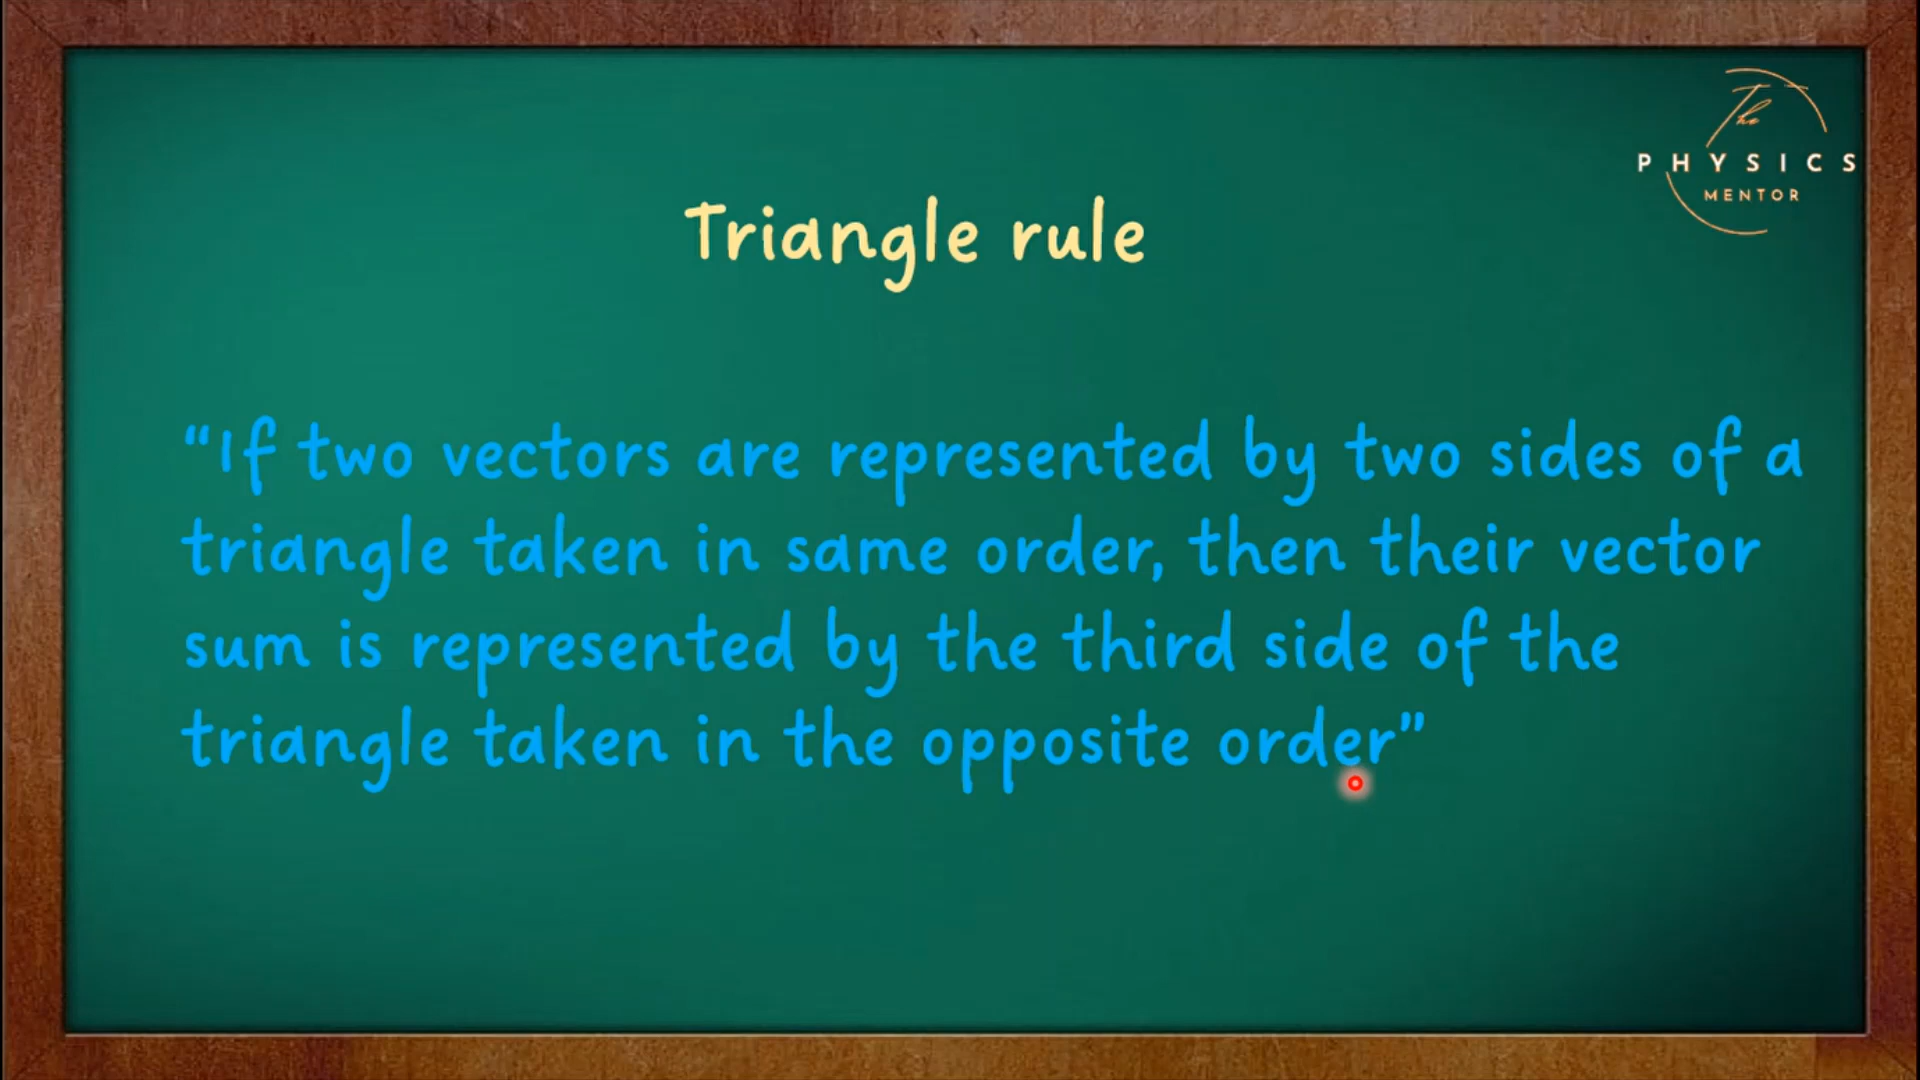 The
PHYSICS
MENTOR
Triangle rule
“If two vectors are represented by two sides of a
triangle taken in same order, then their vector
sum is represented by the third side of the
triangle taken in the opposite order”